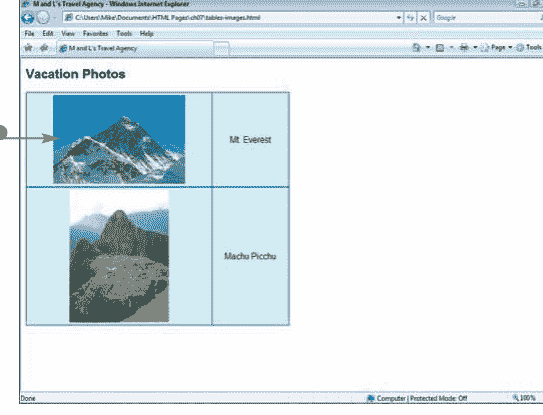 M and L's Travel Agency - Windows Internet Explorer
C:\Users\Mike\Documents\HTML Pages\ch07\tables-images.html
Google
File Edit View Favorites Tools Help
M and L's Travel Agency
Page Tools
Vacation Photos
Mt. Everest
Machu Picchu
Done
Computer | Protected Mode: Off
100%